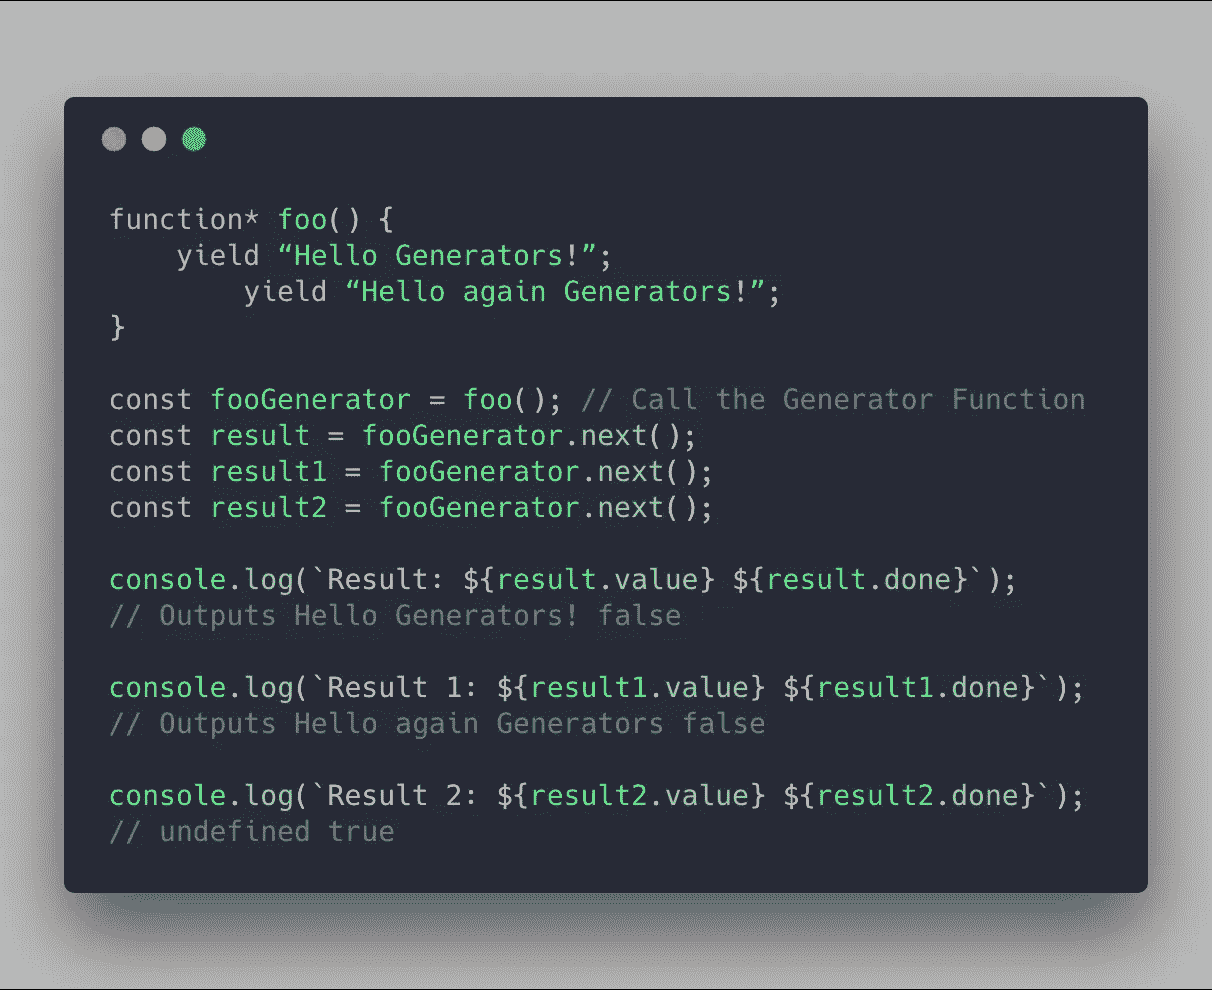 function* foo() {
    yield “Hello Generators!”;
        yield “Hello again Generators!”;
}
const fooGenerator = foo(); // Call the Generator Function
const result = fooGenerator.next();
const result1 = fooGenerator.next();
const result2 = fooGenerator.next();
console.log(`Result: ${result.value} ${result.done}`);
// Outputs Hello Generators! false
console.log(`Result 1: ${result1.value} ${result1.done}`);
// Outputs Hello again Generators false
console.log(`Result 2: ${result2.value} ${result2.done}`);
// undefined true